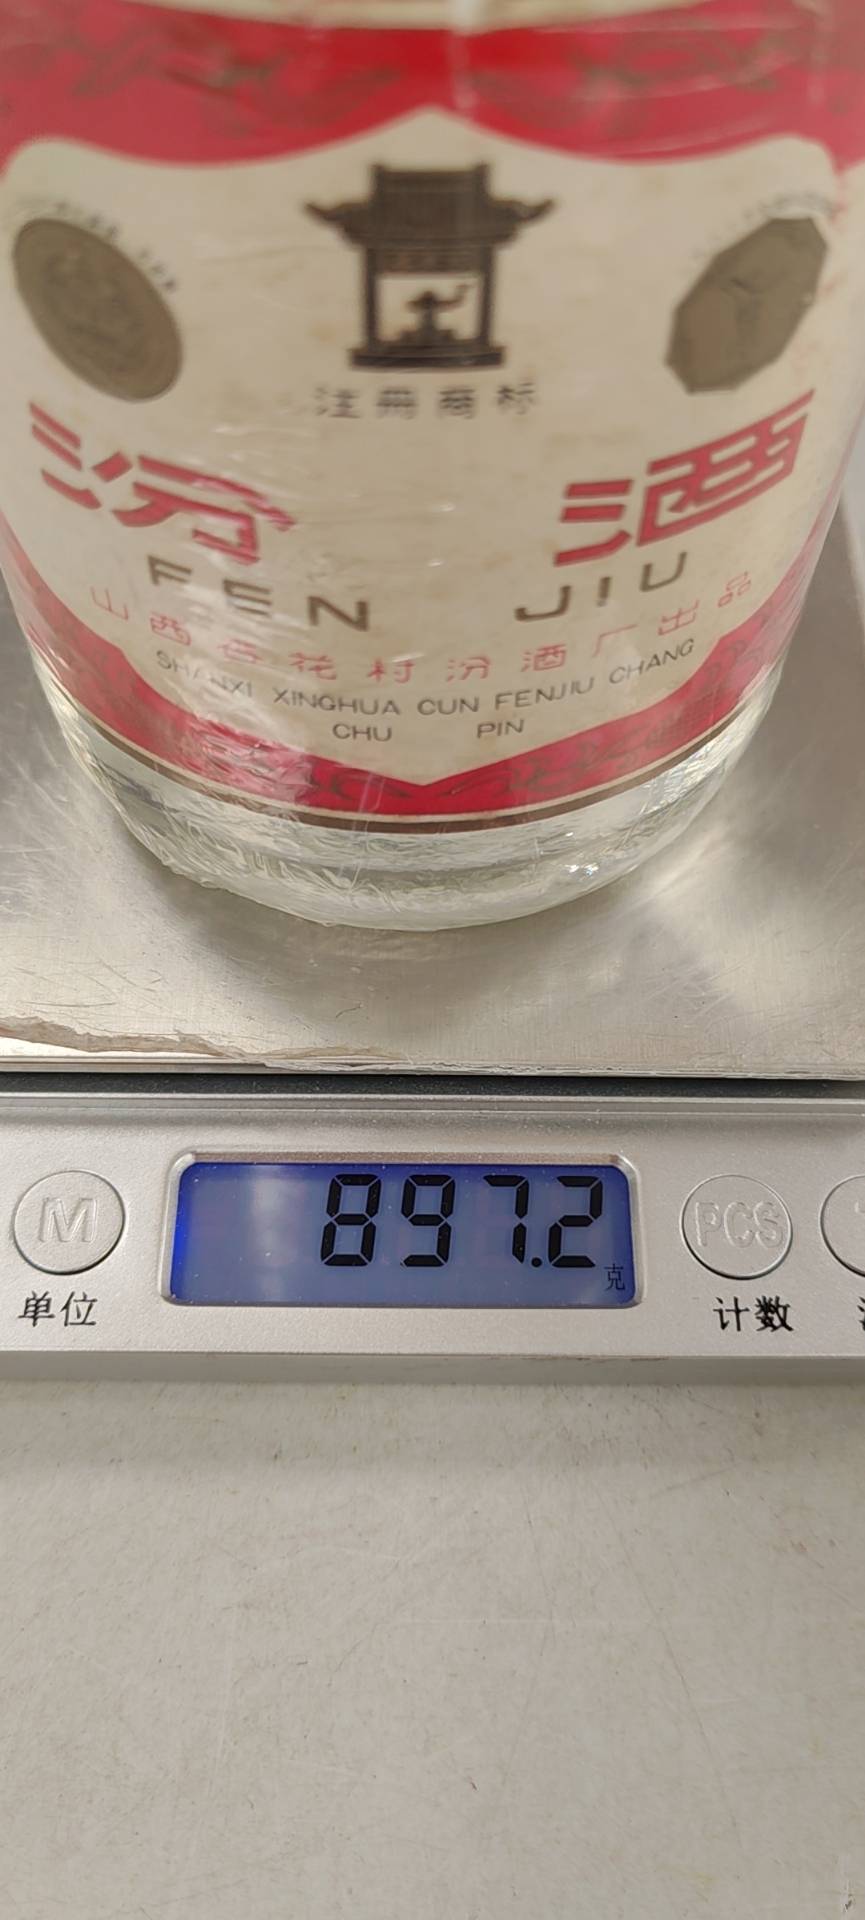 注册商标
汾 酒
FEN JIU
山西杏花村汾酒厂出品
SHANXI XINGHUA CUN FENJIU CHANG
CHU PIN
897.2
克
M
PCS
单位
计数